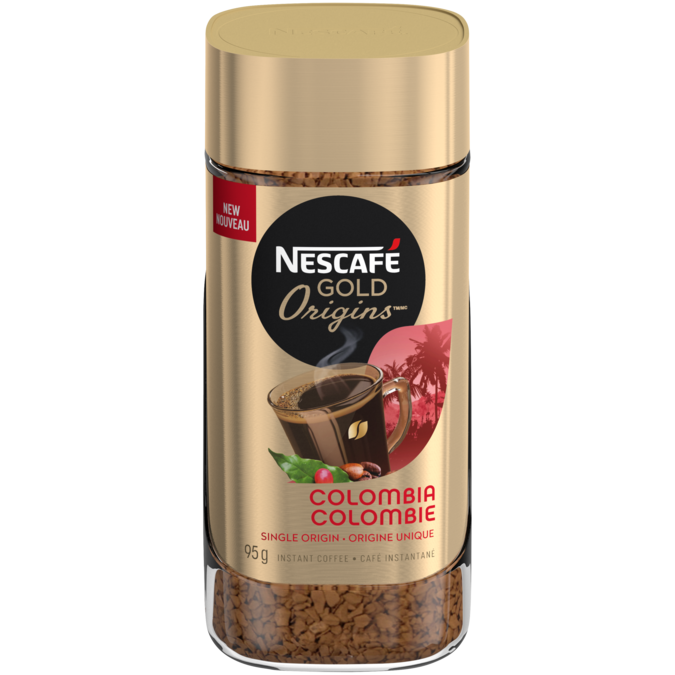 NEW
NOUVEAU
NESCAFÉ
GOLD
Origins TM/MC
COLOMBIA
COLOMBIE
SINGLE ORIGIN • ORIGINE UNIQUE
95g INSTANT COFFEE • CAFÉ INSTANTANÉ